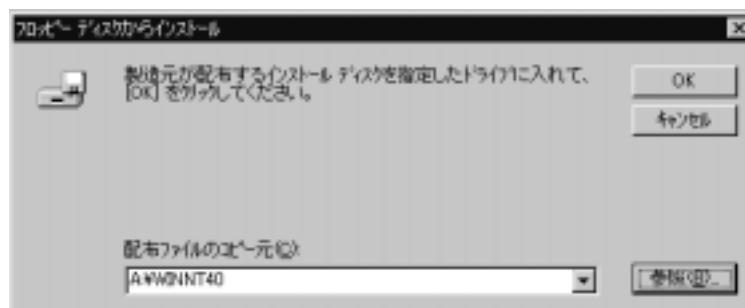 フロッピー ディスクからインストール
製造元が配布するインストール ディスクを指定したドライブに入れて、
[OK] をクリックしてください。
OK
キャンセル
配布ファイルのコピー元(C):
A:¥WINNT40
参照(B)...